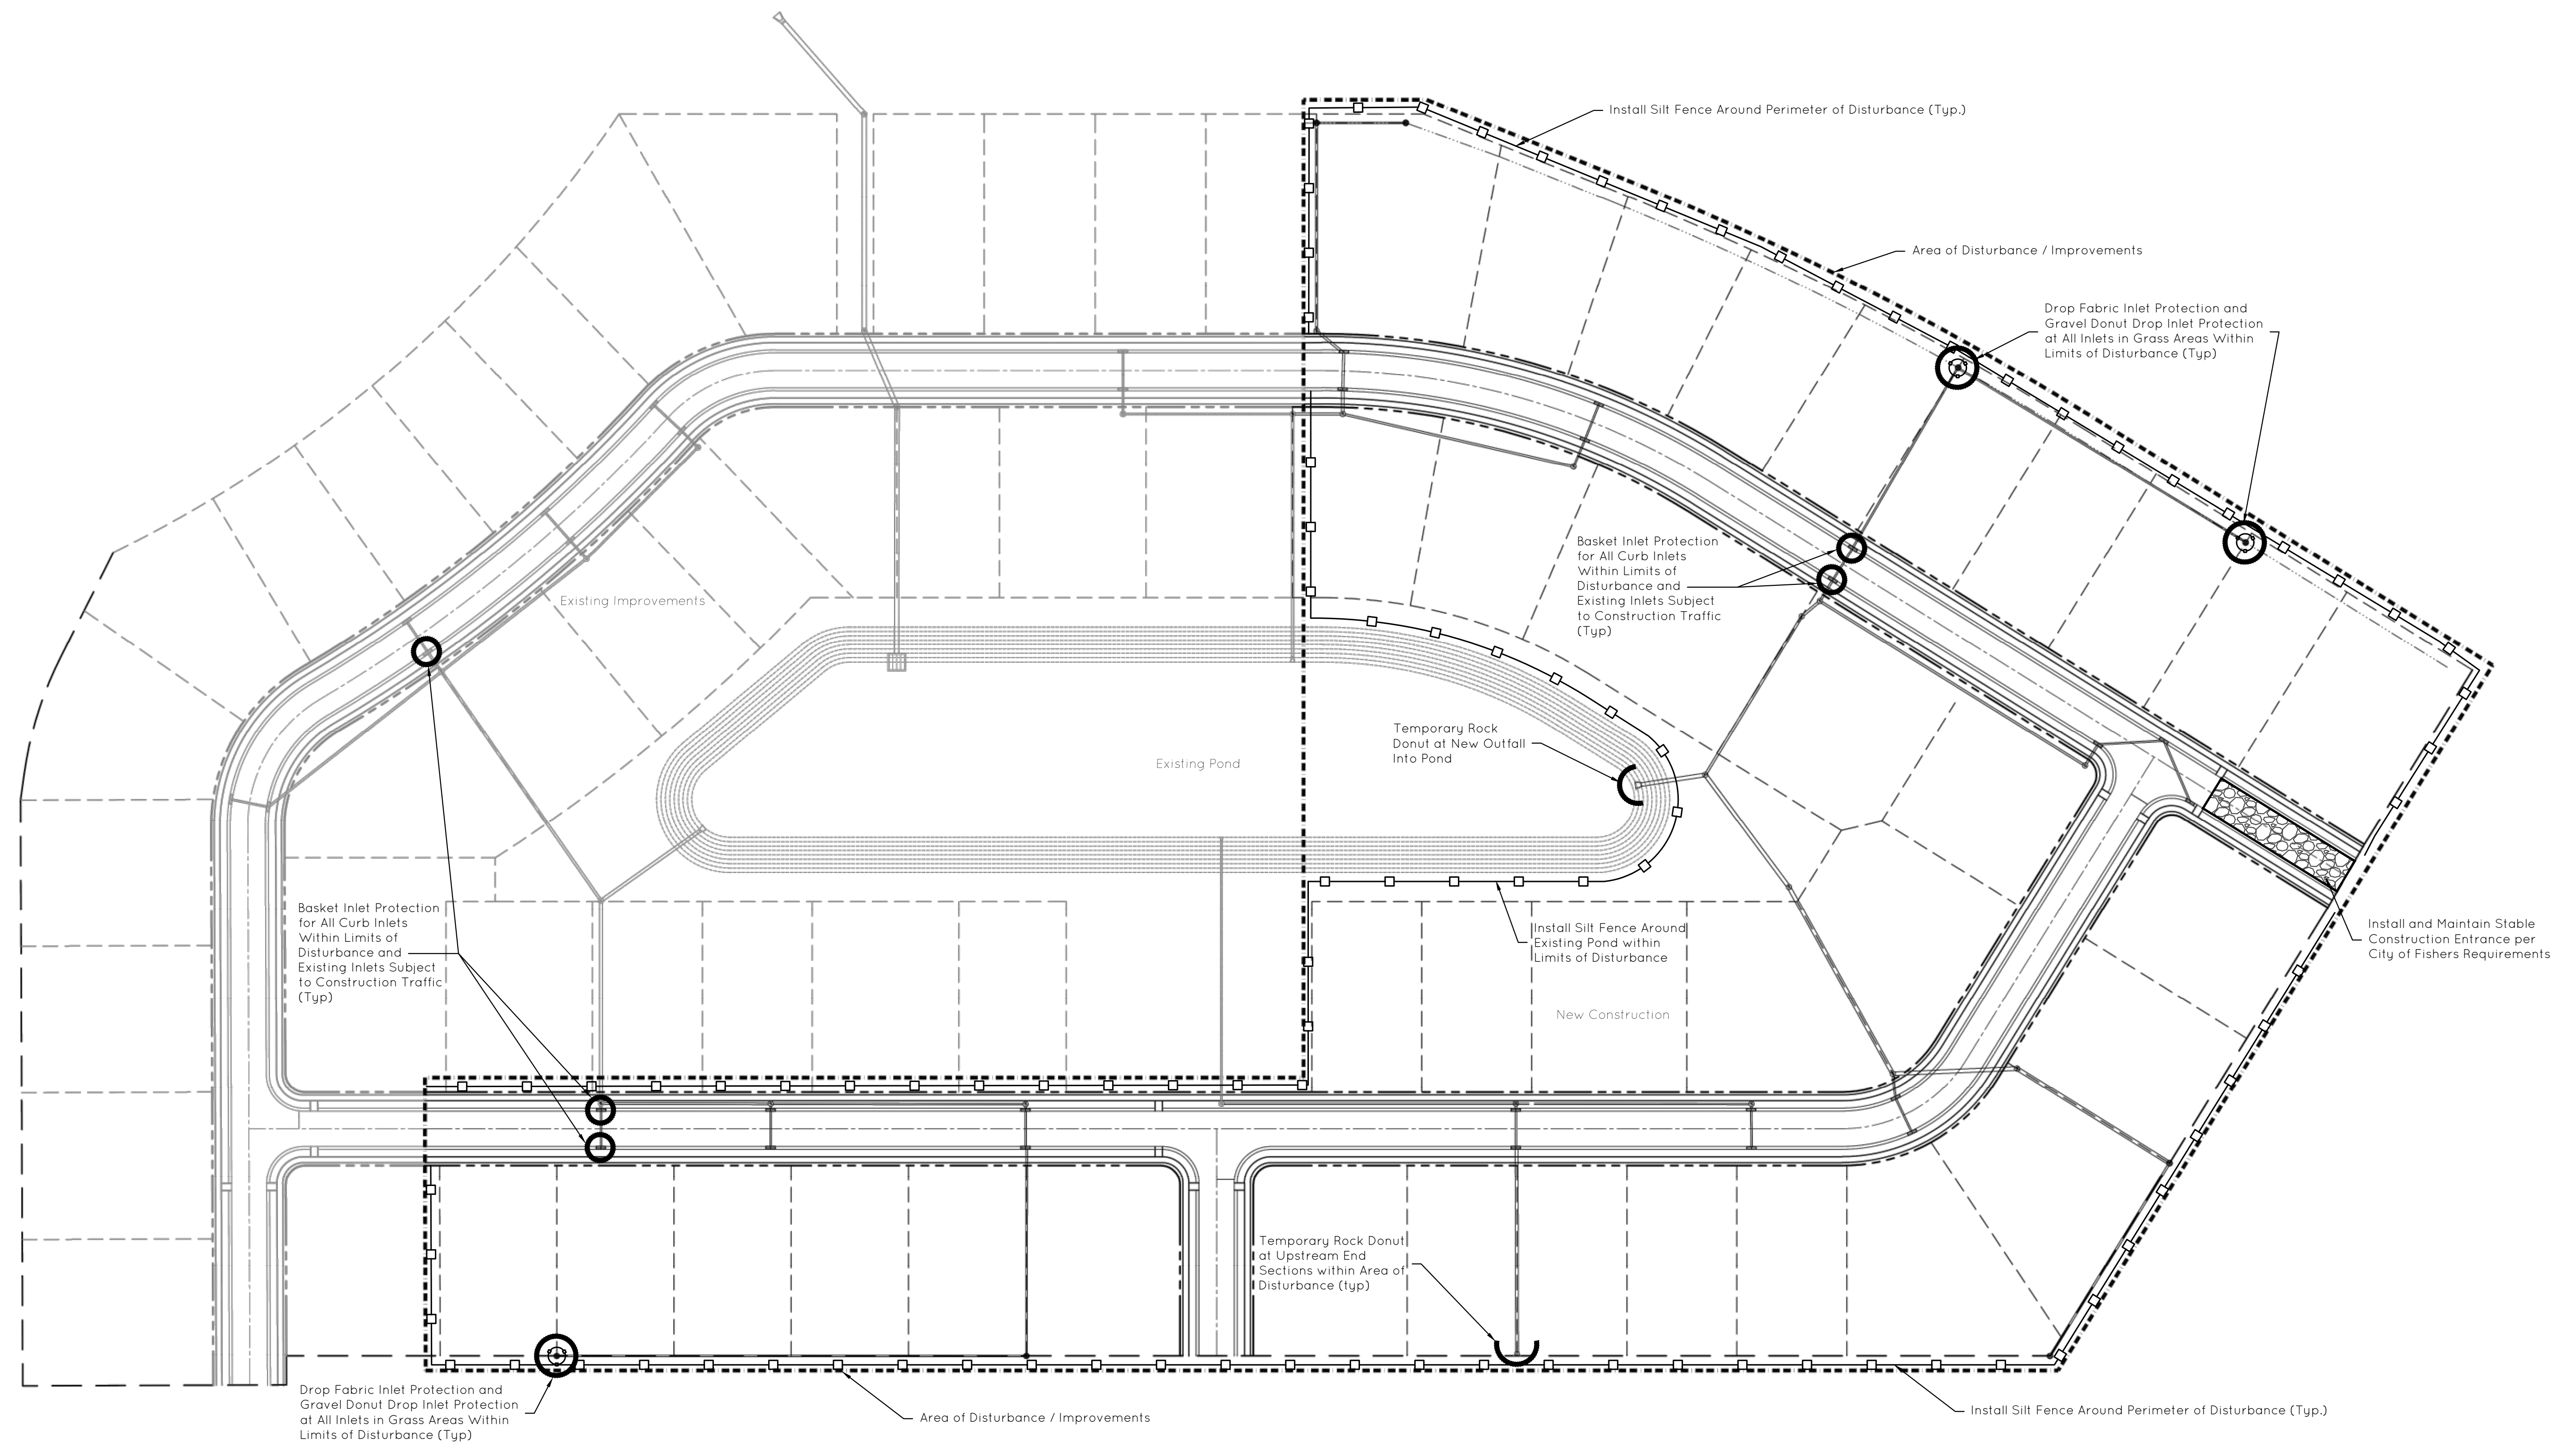 Install Silt Fence Around Perimeter of Disturbance (Typ.)
Area of Disturbance / Improvements
Drop Fabric Inlet Protection and
Gravel Donut Drop Inlet Protection
at All Inlets in Grass Areas Within
Limits of Disturbance (Typ)
Basket Inlet Protection
for All Curb Inlets
Within Limits of
Disturbance and
Existing Inlets Subject
to Construction Traffic
(Typ)
Existing Improvements
Temporary Rock
Donut at New Outfall
Into Pond
Existing Pond
Basket Inlet Protection
for All Curb Inlets
Within Limits of
Disturbance and
Existing Inlets Subject
to Construction Traffic
(Typ)
Install Silt Fence Around
Existing Pond within
Limits of Disturbance
Install and Maintain Stable
Construction Entrance per
City of Fishers Requirements
New Construction
Temporary Rock Donut
at Upstream End
Sections within Area of
Disturbance (typ)
Drop Fabric Inlet Protection and
Gravel Donut Drop Inlet Protection
at All Inlets in Grass Areas Within
Limits of Disturbance (Typ)
Area of Disturbance / Improvements
Install Silt Fence Around Perimeter of Disturbance (Typ.)